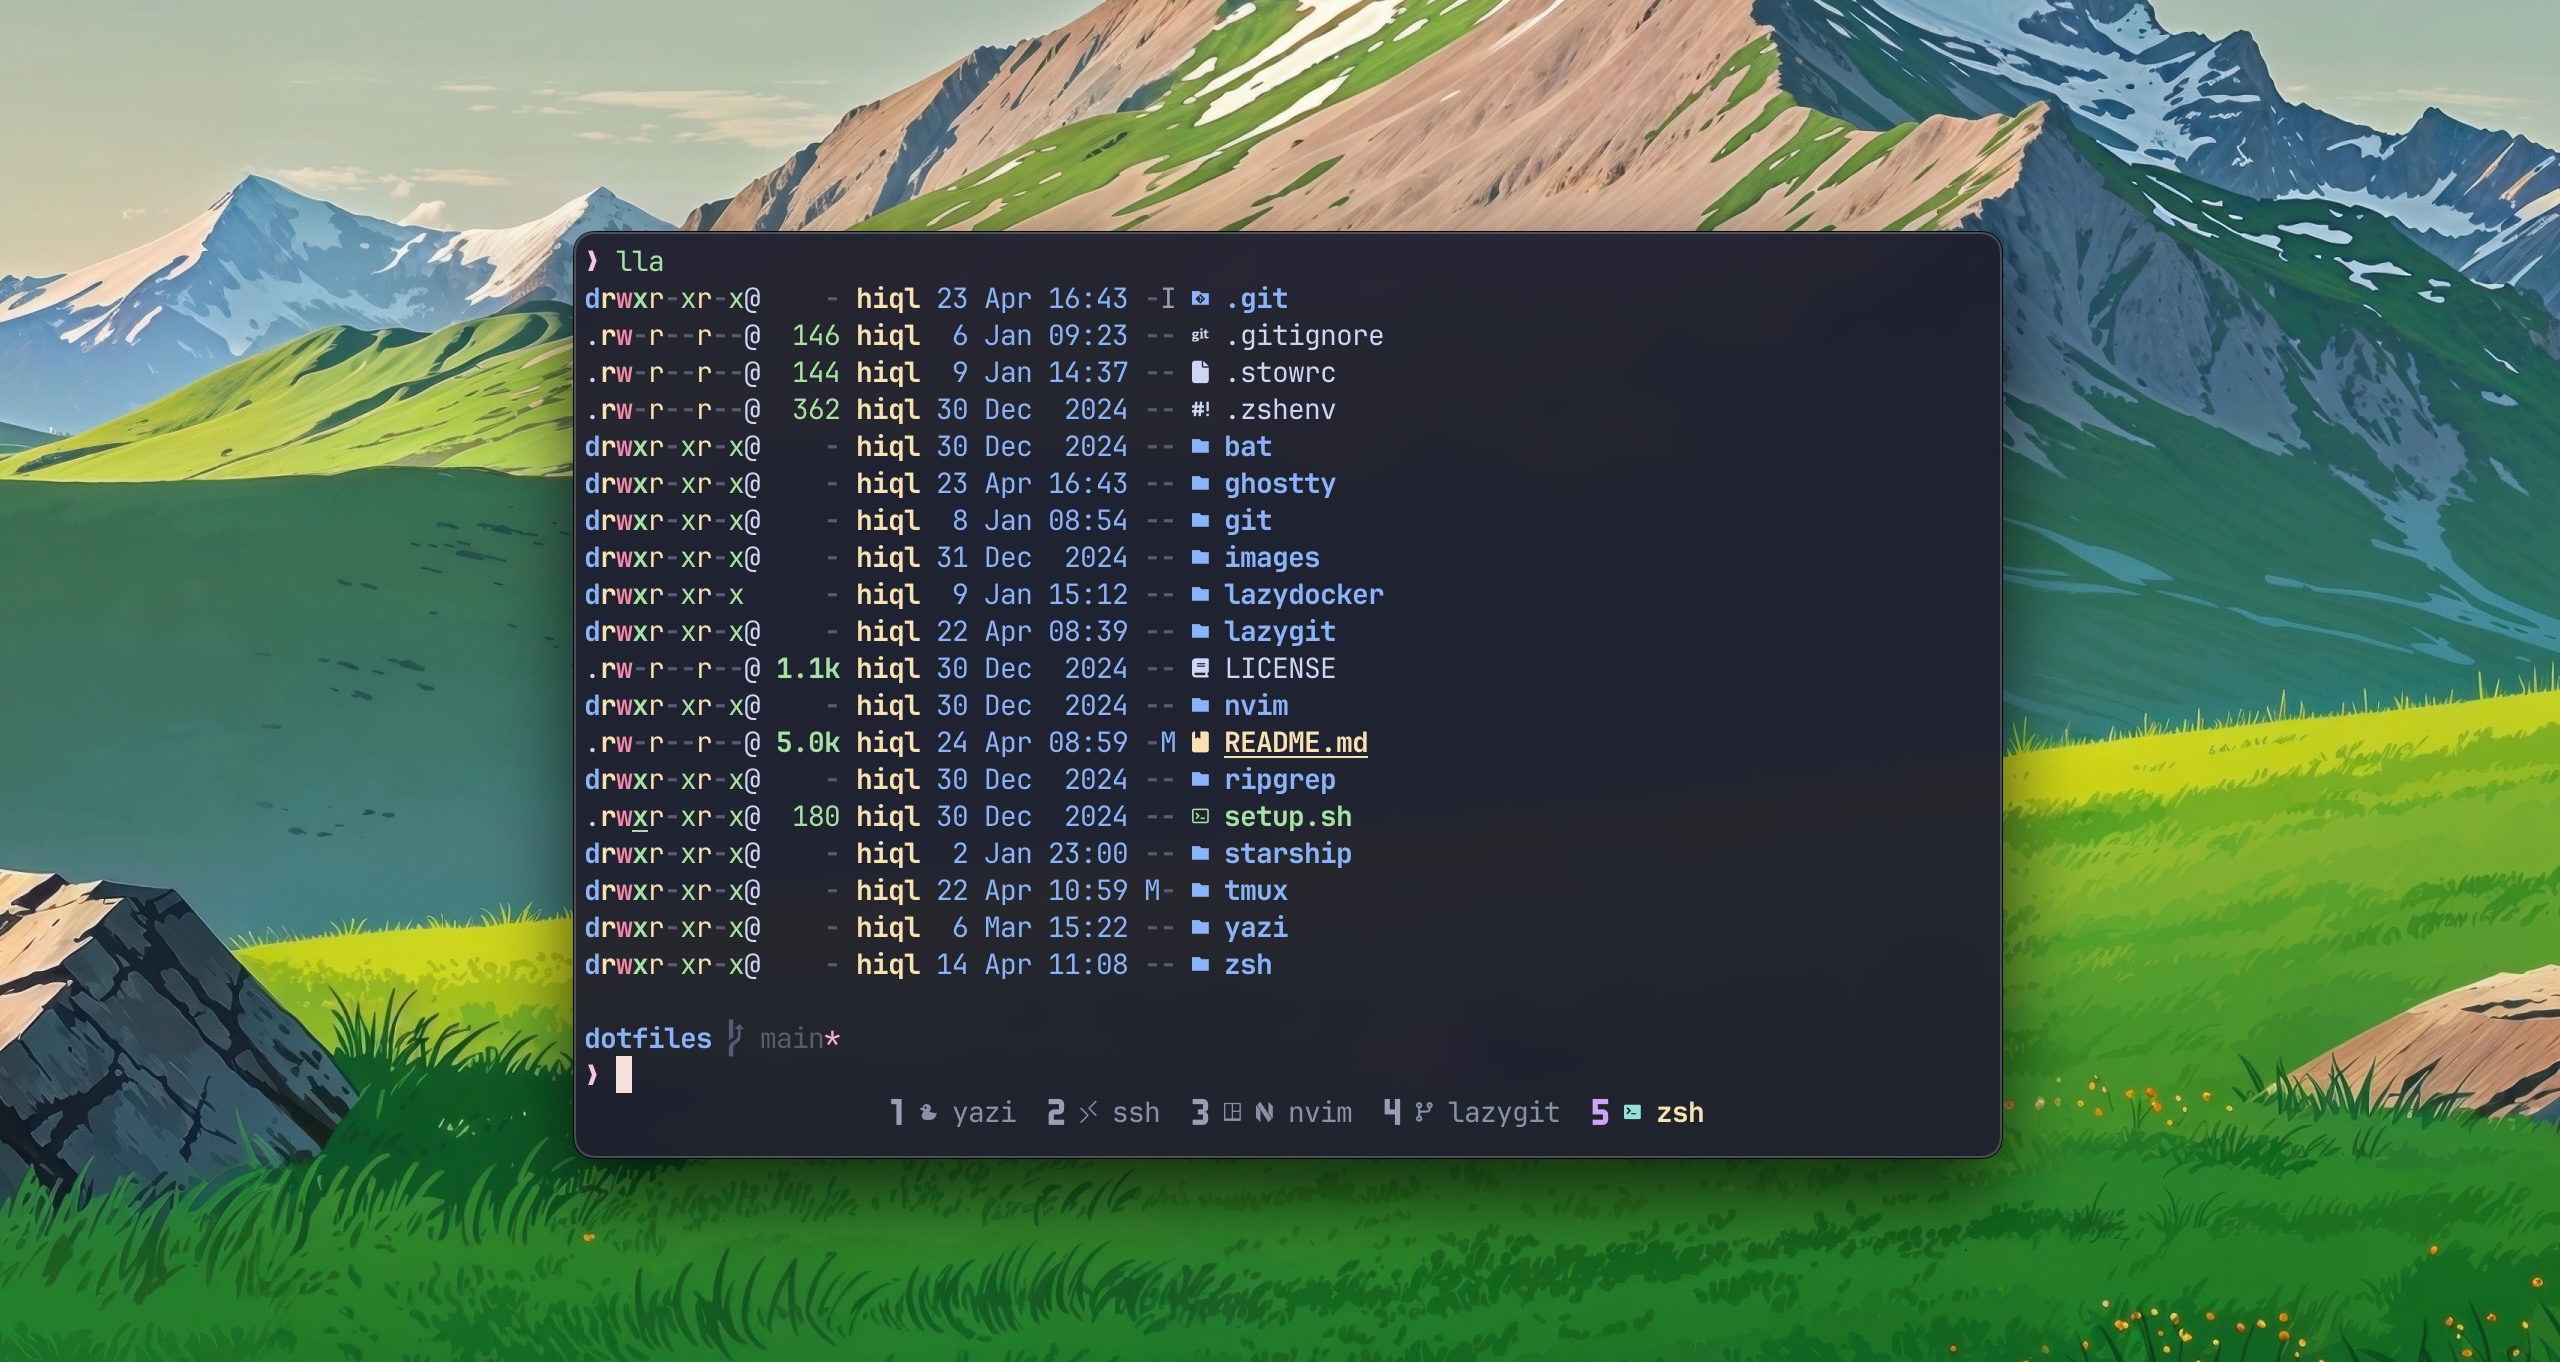 ❯ lla
drwxr-xr-x@    - hiql 23 Apr 16:43 -I .git
.rw-r--r--@  146 hiql  6 Jan 09:23 -- git .gitignore
.rw-r--r--@  144 hiql  9 Jan 14:37 -- .stowrc
.rw-r--r--@  362 hiql 30 Dec  2024 -- #! .zshenv
drwxr-xr-x@    - hiql 30 Dec  2024 -- bat
drwxr-xr-x@    - hiql 23 Apr 16:43 -- ghostty
drwxr-xr-x@    - hiql  8 Jan 08:54 -- git
drwxr-xr-x@    - hiql 31 Dec  2024 -- images
drwxr-xr-x     - hiql  9 Jan 15:12 -- lazydocker
drwxr-xr-x@    - hiql 22 Apr 08:39 -- lazygit
.rw-r--r--@ 1.1k hiql 30 Dec  2024 -- LICENSE
drwxr-xr-x@    - hiql 30 Dec  2024 -- nvim
.rw-r--r--@ 5.0k hiql 24 Apr 08:59 -M README.md
drwxr-xr-x@    - hiql 30 Dec  2024 -- ripgrep
.rwxr-xr-x@  180 hiql 30 Dec  2024 -- setup.sh
drwxr-xr-x@    - hiql  2 Jan 23:00 -- starship
drwxr-xr-x@    - hiql 22 Apr 10:59 M- tmux
drwxr-xr-x@    - hiql  6 Mar 15:22 -- yazi
drwxr-xr-x@    - hiql 14 Apr 11:08 -- zsh
dotfiles main*
❯
1 yazi 2 ssh 3 nvim 4 lazygit 5 zsh